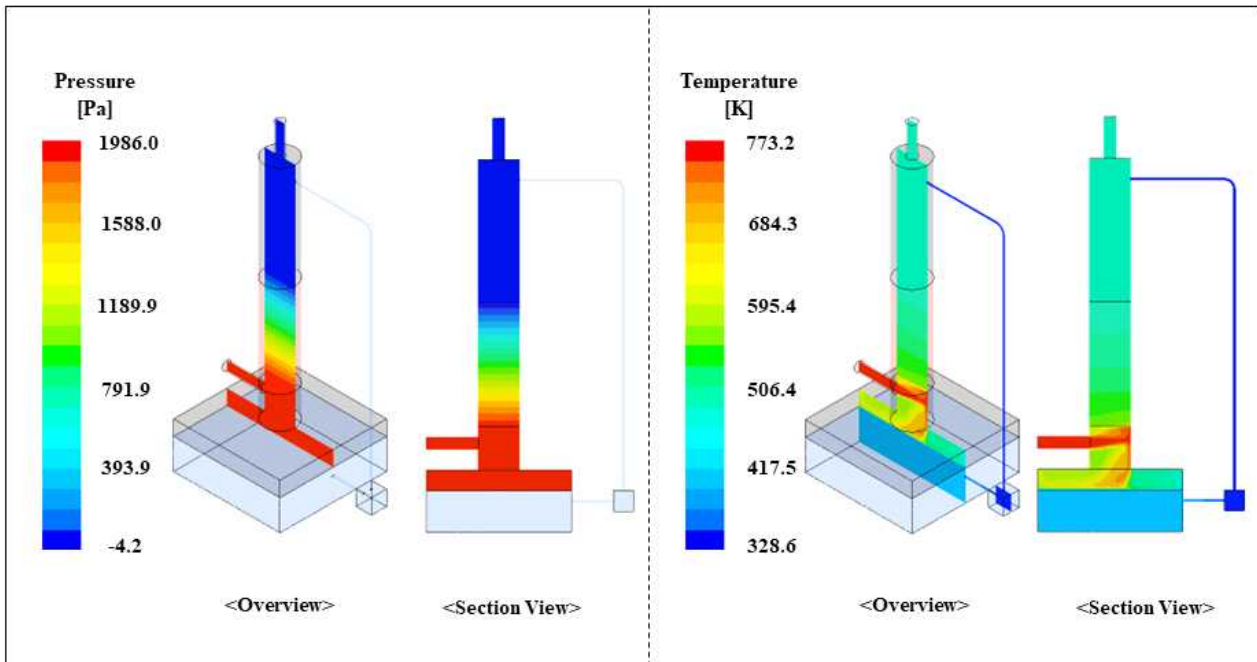 Pressure
[Pa]
1986.0
1588.0
1189.9
791.9
393.9
-4.2
<Overview>
<Section View>
Temperature
[K]
773.2
684.3
595.4
506.4
417.5
328.6
<Overview>
<Section View>